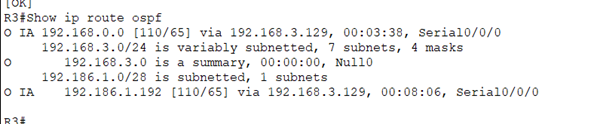 [OK]
R3#Show ip route ospf
O IA 192.168.0.0 [110/65] via 192.168.3.129, 00:03:38, Serial0/0/0
192.168.3.0/24 is variably subnetted, 7 subnets, 4 masks
O 192.168.3.0 is a summary, 00:00:00, Null0
192.186.1.0/28 is subnetted, 1 subnets
O IA 192.186.1.192 [110/65] via 192.168.3.129, 00:08:06, Serial0/0/0
R3#